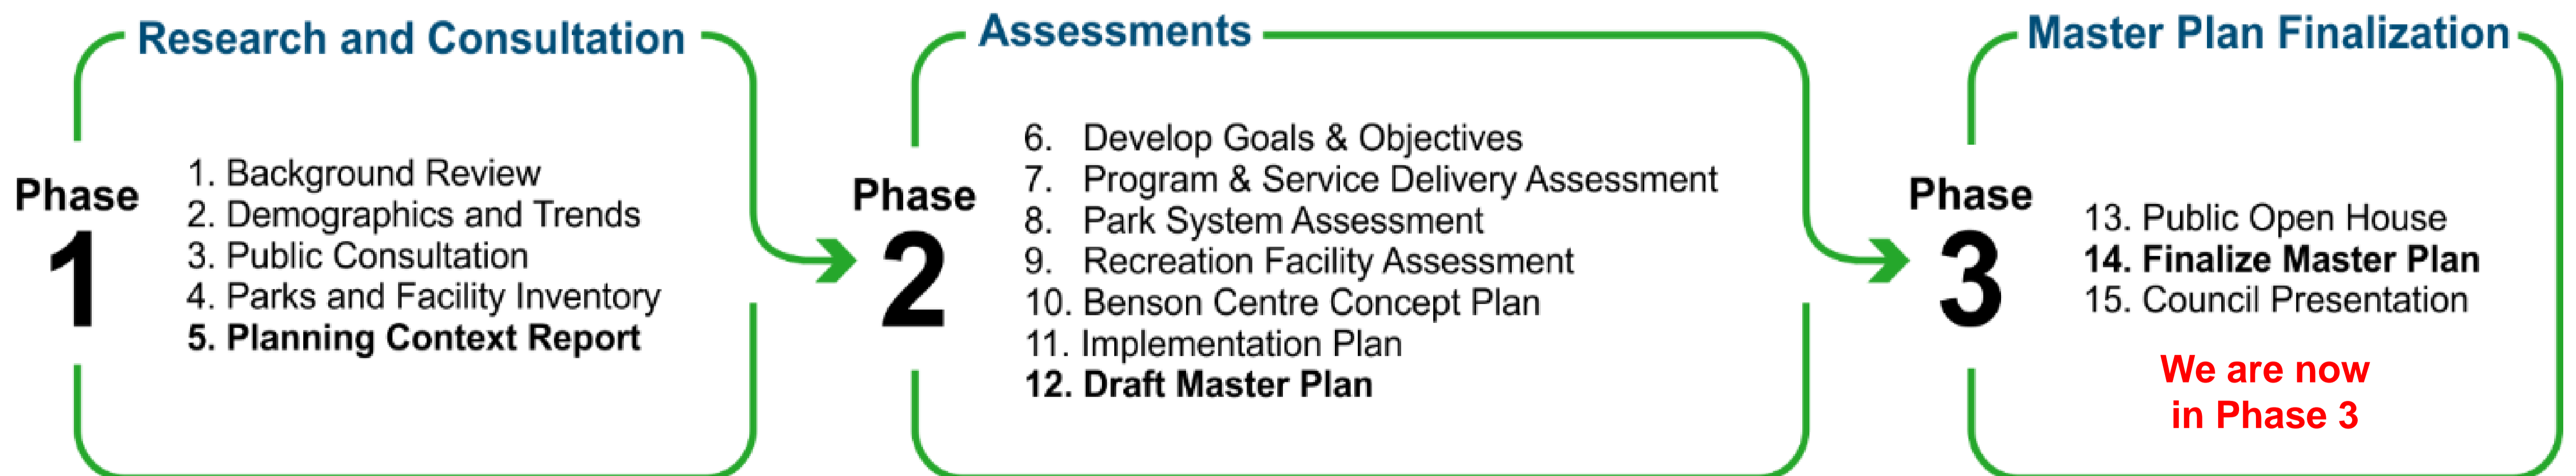 Research and Consultation
Phase
1
1. Background Review
2. Demographics and Trends
3. Public Consultation
4. Parks and Facility Inventory
5. Planning Context Report
Assessments
Phase
2
6. Develop Goals & Objectives
7. Program & Service Delivery Assessment
8. Park System Assessment
9. Recreation Facility Assessment
10. Benson Centre Concept Plan
11. Implementation Plan
12. Draft Master Plan
Master Plan Finalization
Phase
3
13. Public Open House
14. Finalize Master Plan
15. Council Presentation
We are now
in Phase 3